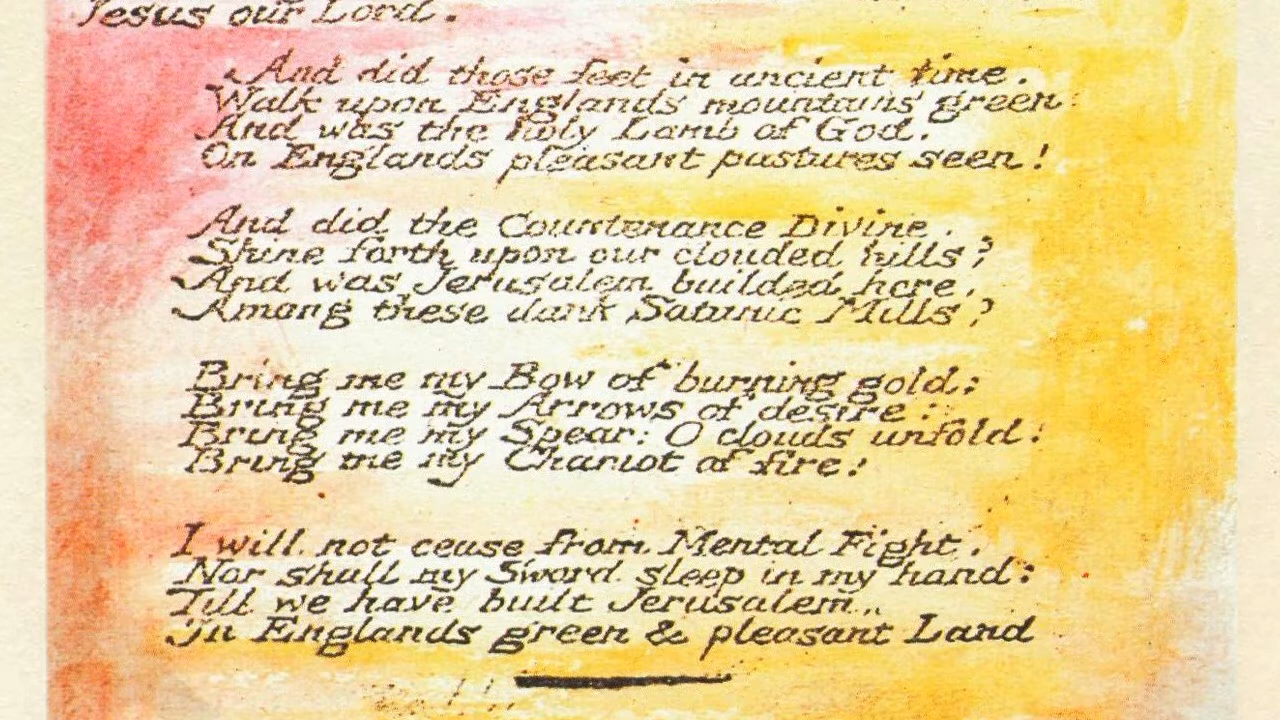 Jesus our Lord.
And did those feet in ancient time.
Walk upon Englands mountains green:
And was the holy Lamb of God.
On Englands pleasant pastures seen!
And did the Countenance Divine.
Shine forth upon our clouded hills?
And was Jerusalem builded here,
Among these dark Satanic Mills?
Bring me my Bow of burning gold:
Bring me my Arrows of desire:
Bring me my Spear: O clouds unfold!
Bring me my Chariot of fire!
I will not cease from Mental Fight,
Nor shall my Sword sleep in my hand:
Till we have built Jerusalem,
In Englands green & pleasant Land